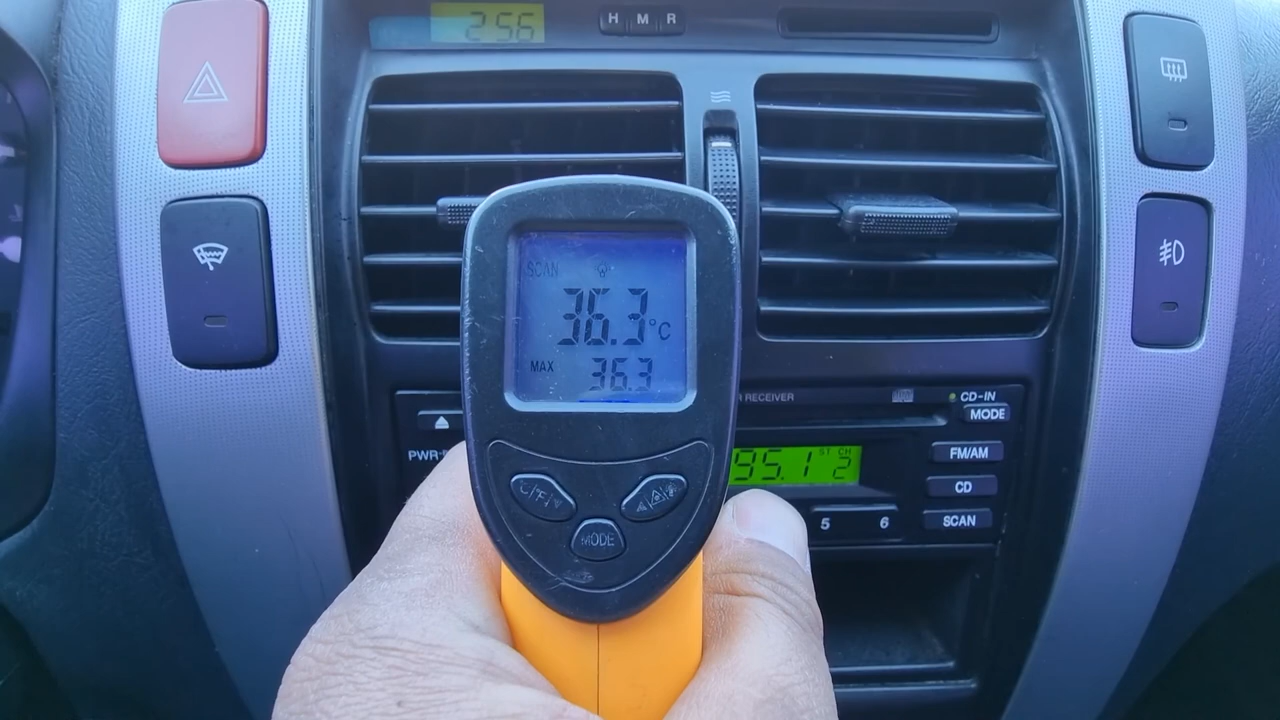 2:56
H M R
SCAN
36.3°C
MAX 36.3
RECEIVER
CD-IN
MODE
PWR
95.1 ST CH 2
FM/AM
CD
5 6
SCAN
°C/°F/
MODE